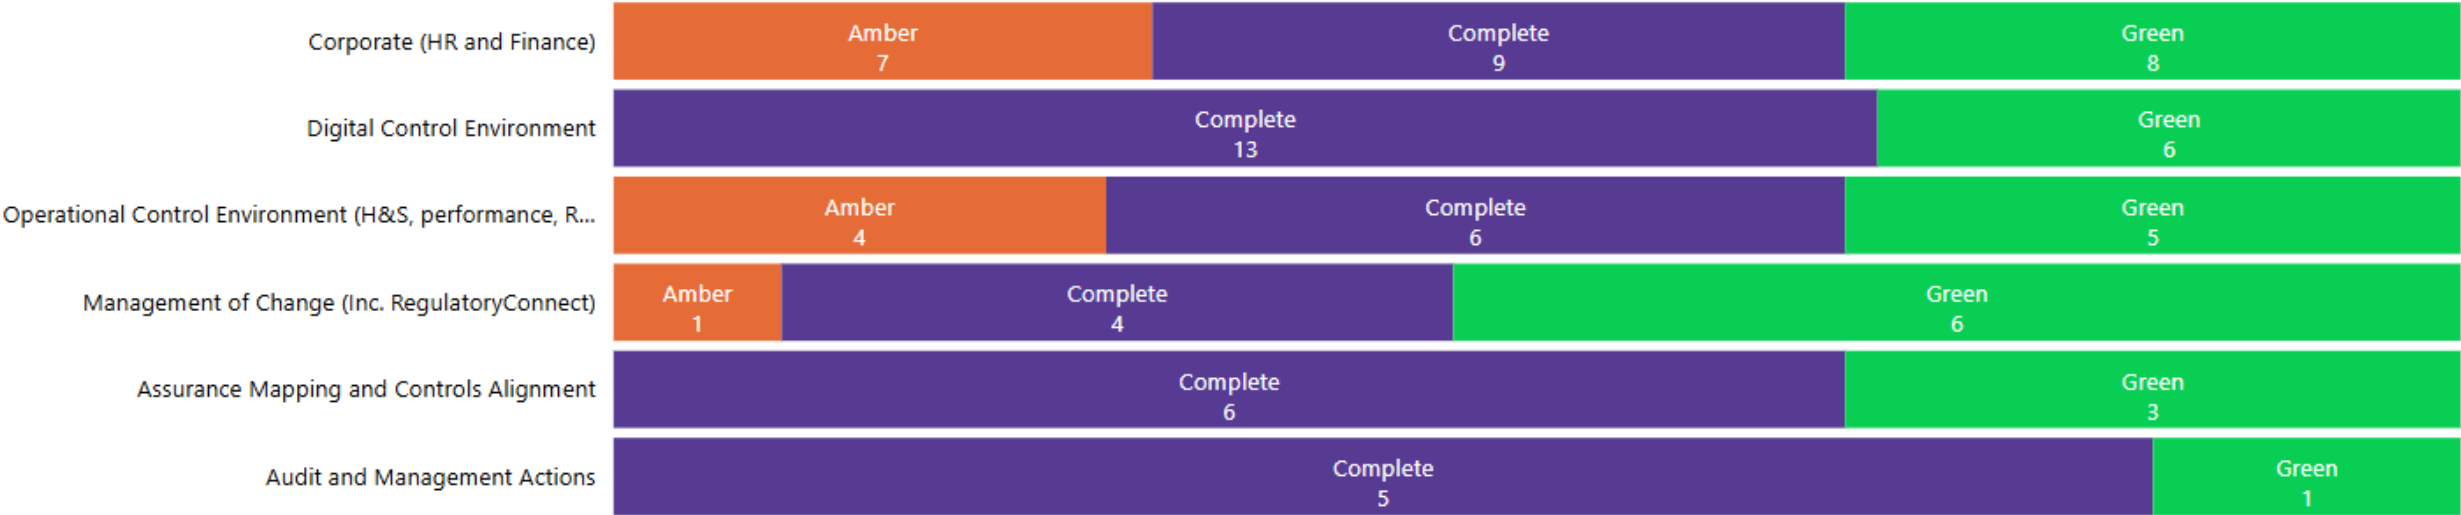 Corporate (HR and Finance)
Amber
7
Complete
9
Green
8
Digital Control Environment
Complete
13
Green
6
Operational Control Environment (H&S, performance, R...
Amber
4
Complete
6
Green
5
Management of Change (Inc. RegulatoryConnect)
Amber
1
Complete
4
Green
6
Assurance Mapping and Controls Alignment
Complete
6
Green
3
Audit and Management Actions
Complete
5
Green
1